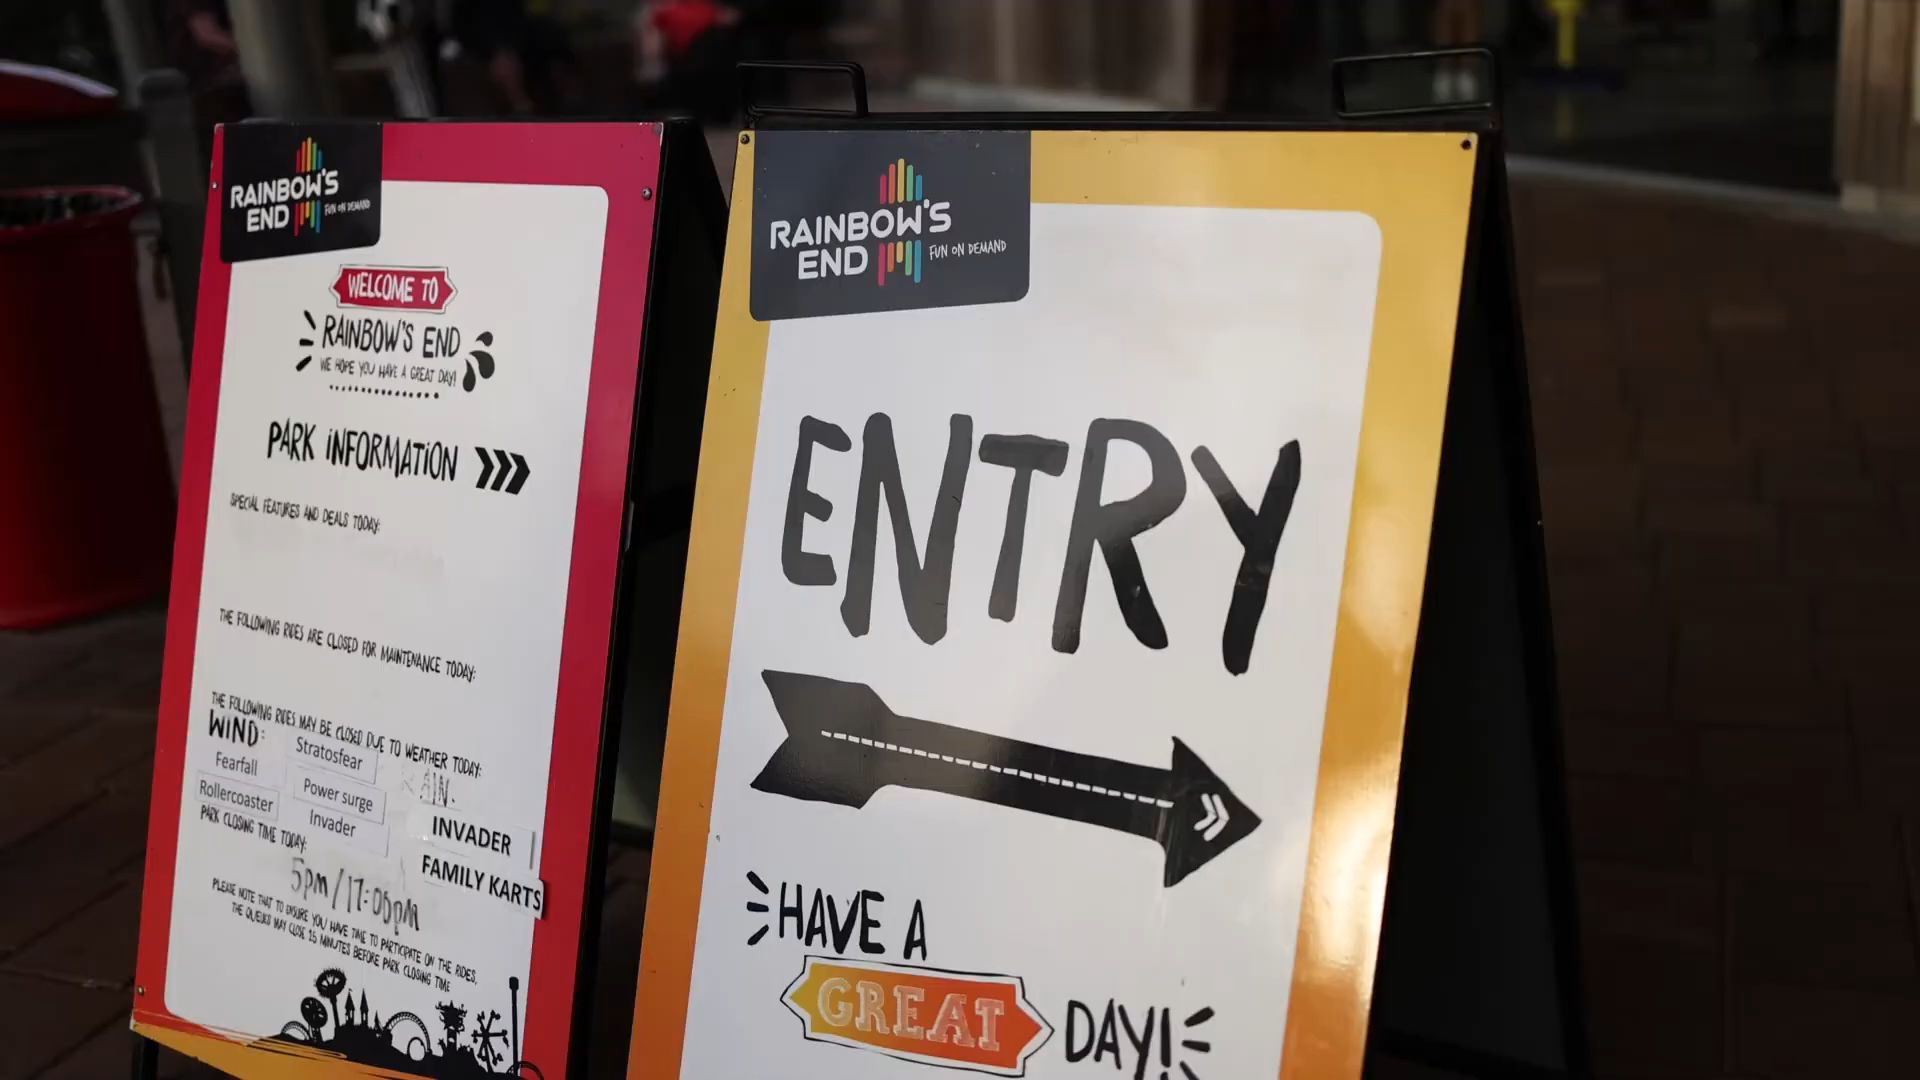 RAINBOW'S
END
FUN ON DEMAND
WELCOME TO
RAINBOW'S END
WE HOPE YOU HAVE A GREAT DAY!
PARK INFORMATION
SPECIAL FEATURES AND DEALS TODAY:
THE FOLLOWING RIDES ARE CLOSED FOR MAINTENANCE TODAY:
THE FOLLOWING RIDES MAY BE CLOSED DUE TO WEATHER TODAY:
WIND:
Stratosfear
Fearfall
Power surge
Rollercoaster
Invader
RAIN.
INVADER
FAMILY KARTS
PARK CLOSING TIME TODAY:
5pm/17:00pm
PLEASE NOTE THAT TO ENSURE YOU HAVE TIME TO PARTICIPATE ON THE RIDES,
THE QUEUES MAY CLOSE 15 MINUTES BEFORE PARK CLOSING TIME
RAINBOW'S
END
FUN ON DEMAND
ENTRY
HAVE A
GREAT DAY!